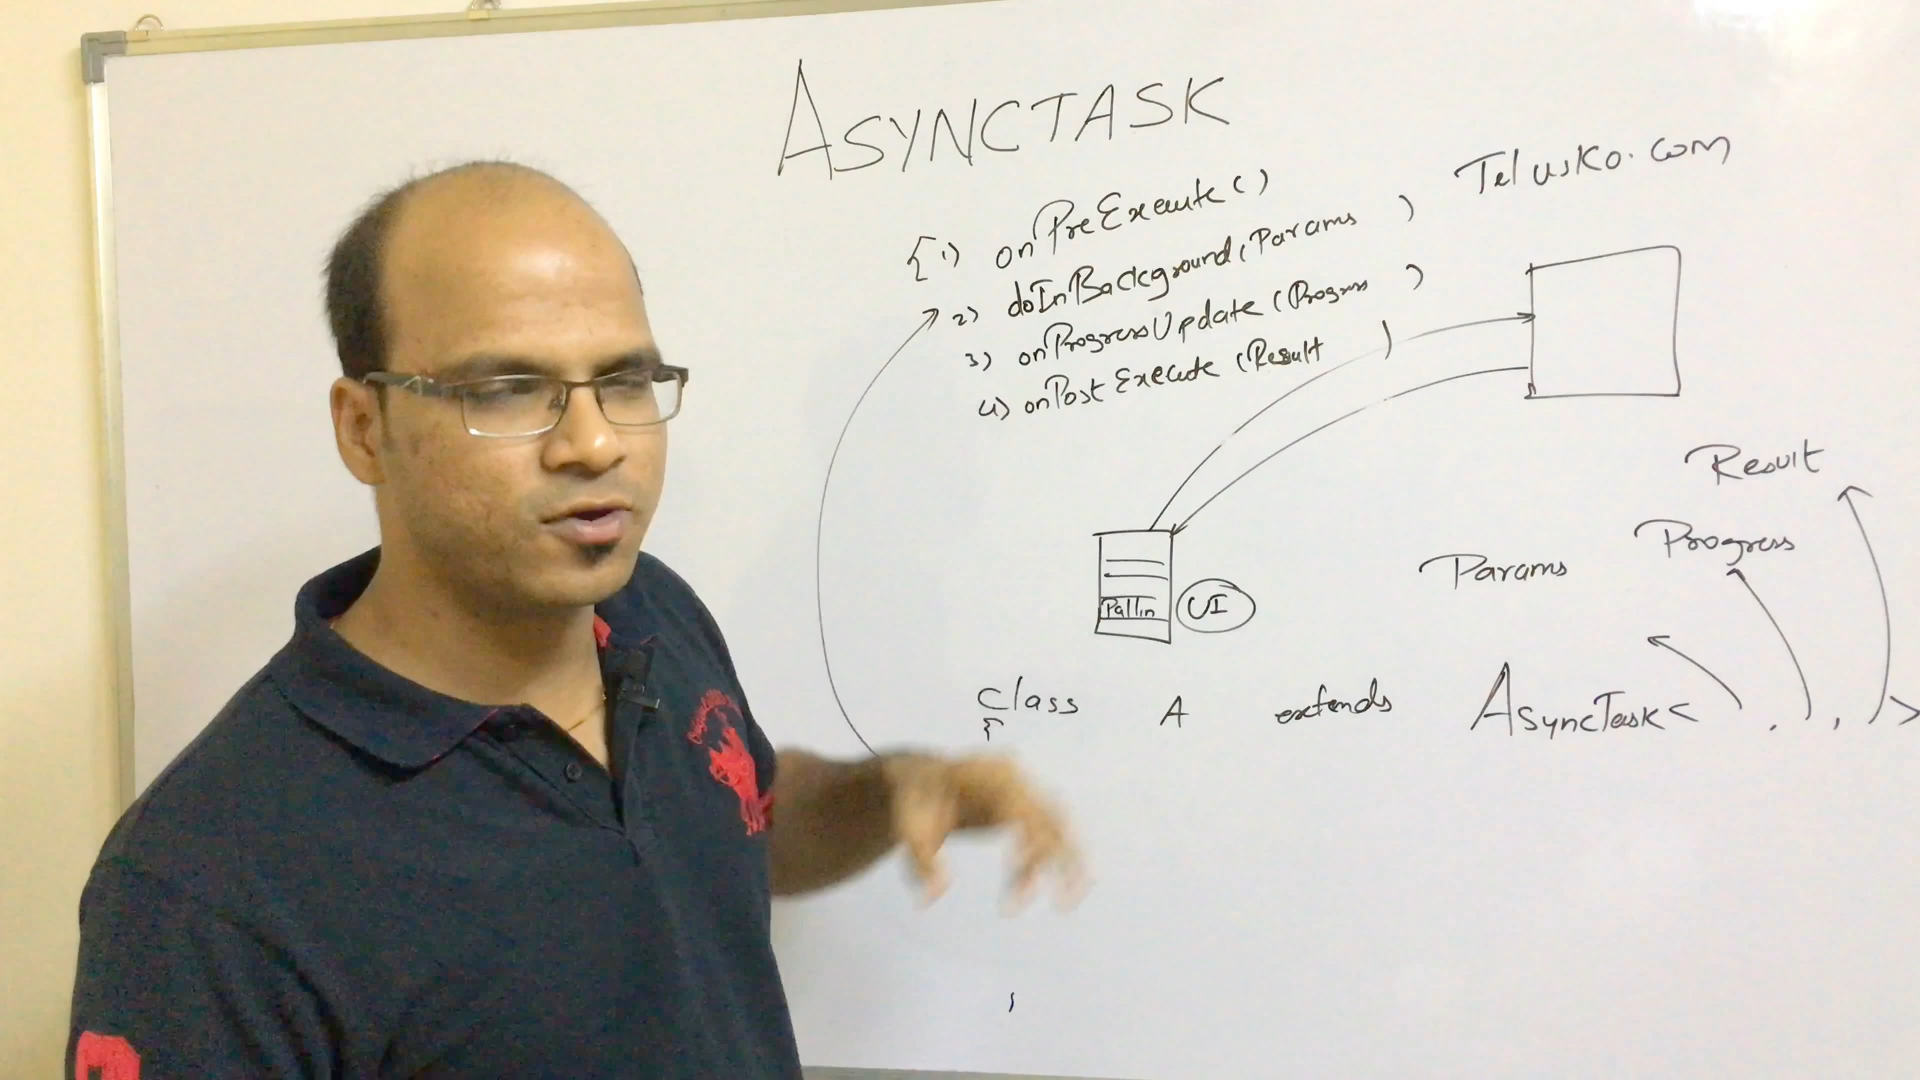 ASYNCTASK
Telusko.com
{1) onPreExecute()
2) doInBackground(Params )
3) onProgressUpdate(Progress )
4) onPostExecute(Result )
Result
Progress
Params
UI
class A extends AsyncTask< , , >
{